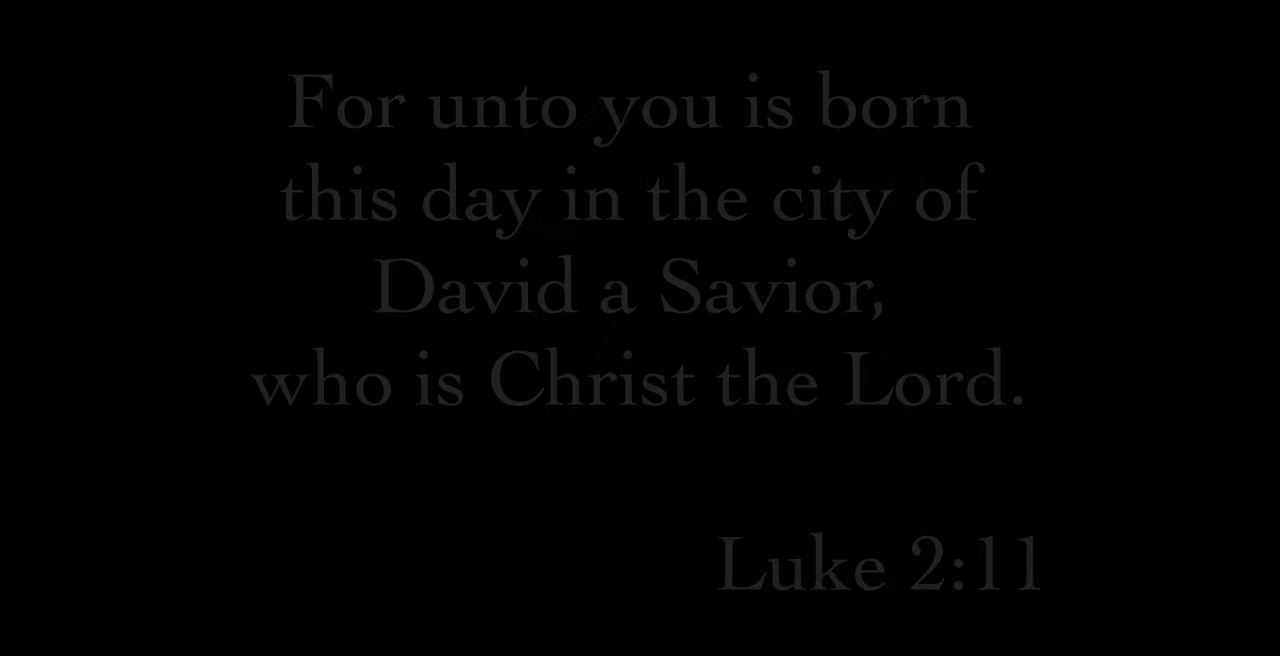 For unto you is born
this day in the city of
David a Savior,
who is Christ the Lord.
Luke 2:11